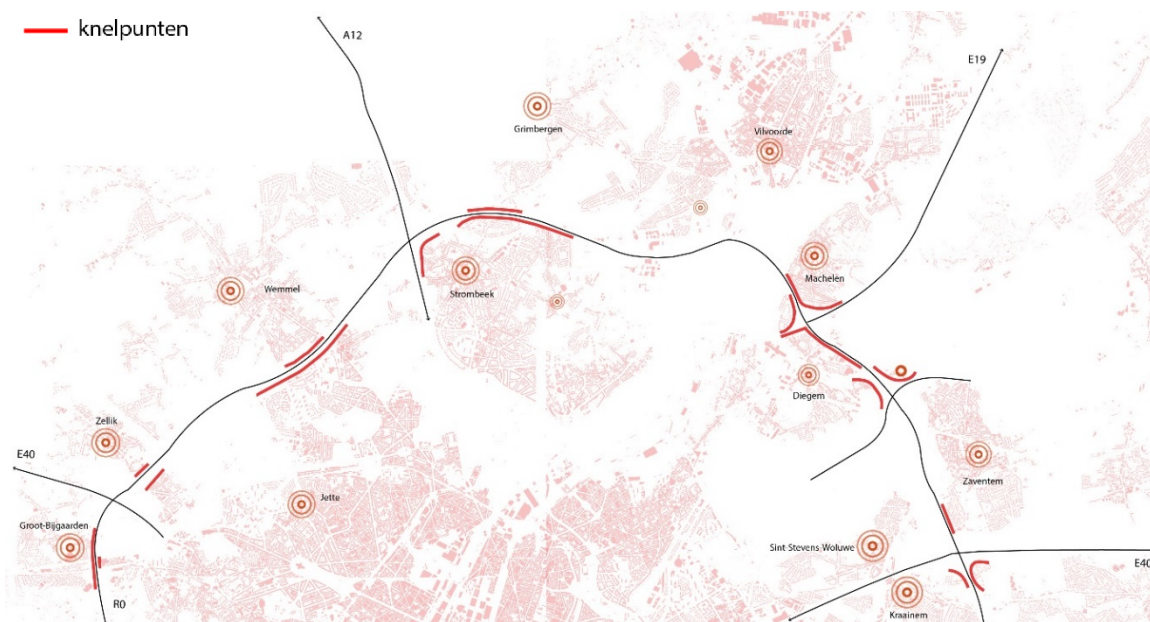 knelpunten
A12
E19
Grimbergen
Vilvoorde
Machelen
Wemmel
Strombeek
Diegem
Zellik
E40
Zaventem
Jette
Groot-Bijgaarden
Sint-Stevens-Woluwe
E40
R0
Kraainem